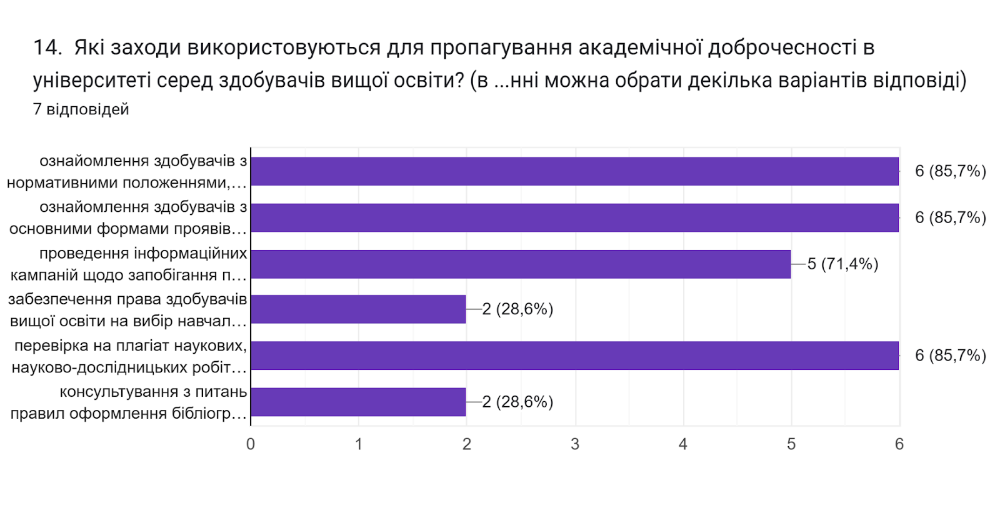 14.  Які заходи використовуються для пропагування академічної доброчесності в
університеті серед здобувачів вищої освіти? (в ...нні можна обрати декілька варіантів відповіді)
7 відповідей
ознайомлення здобувачів з
нормативними положеннями,…
6 (85,7%)
ознайомлення здобувачів з
основними формами проявів…
6 (85,7%)
проведення інформаційних
кампаній щодо запобігання п…
5 (71,4%)
забезпечення права здобувачів
вищої освіти на вибір навчал…
2 (28,6%)
перевірка на плагіат наукових,
науково-дослідницьких робіт…
6 (85,7%)
консультування з питань
правил оформлення бібліогр…
2 (28,6%)
0 1 2 3 4 5 6